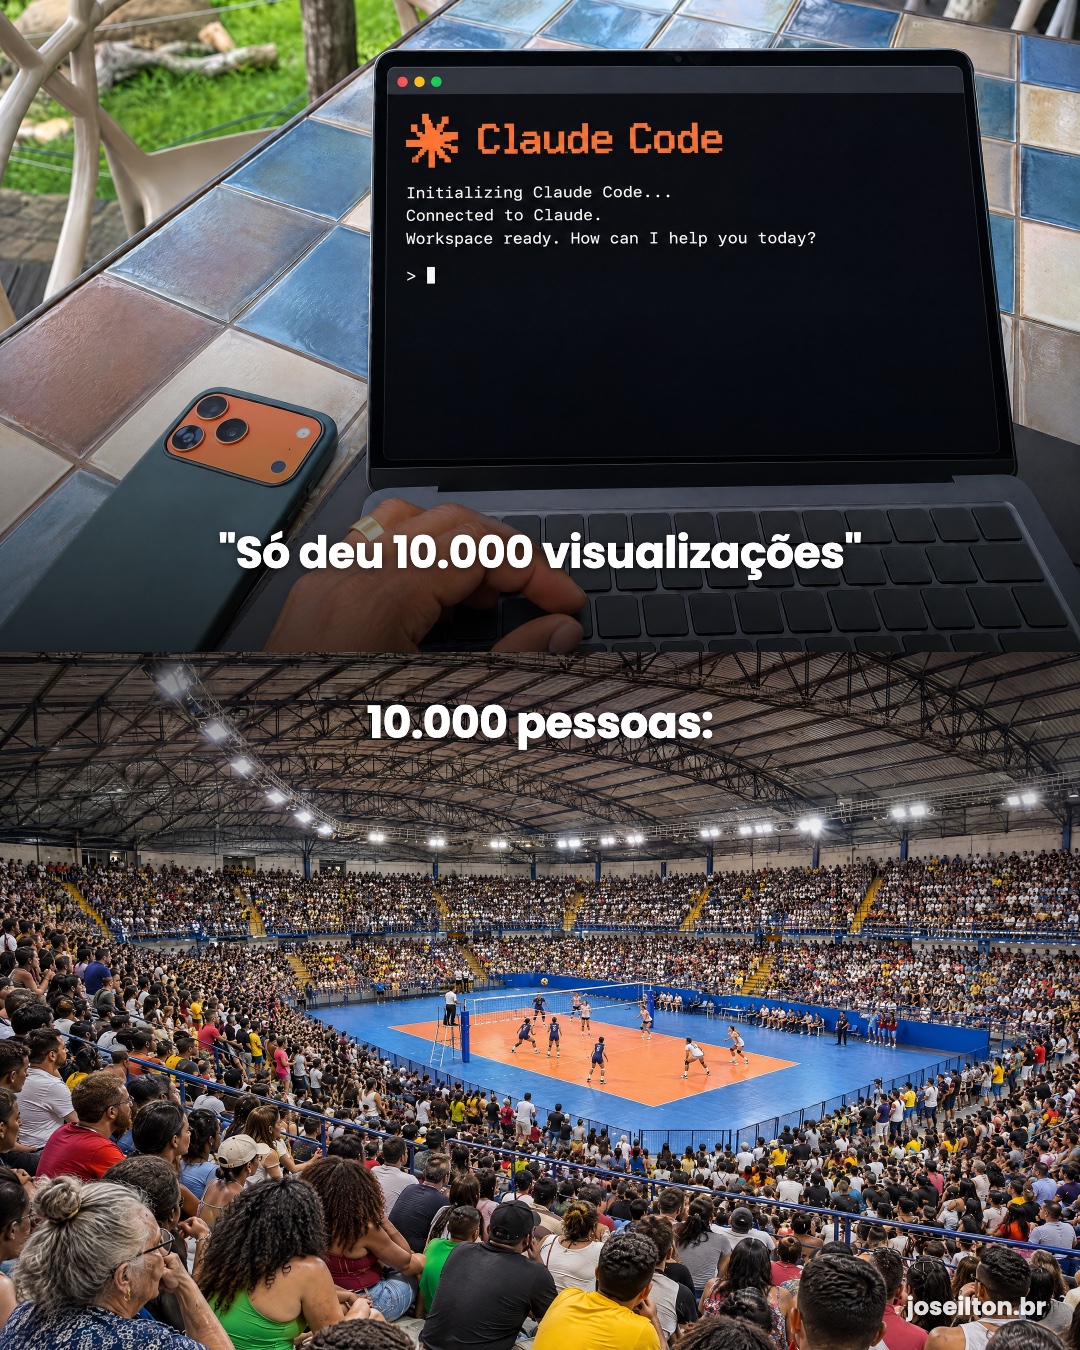 Claude Code
Initializing Claude Code...
Connected to Claude.
Workspace ready. How can I help you today?
>
"Só deu 10.000 visualizações"
10.000 pessoas:
joseilton.br